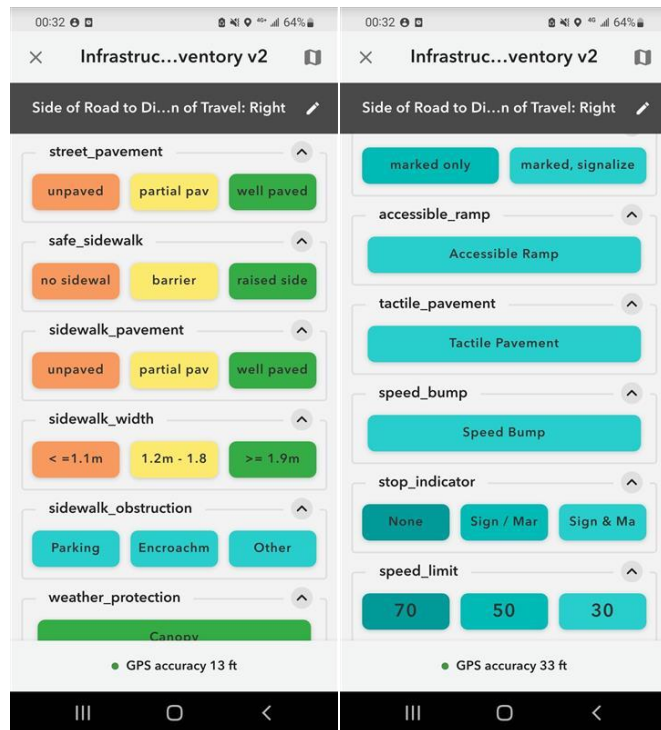 00:32 64%
Infrastruc...ventory v2
Side of Road to Di...n of Travel: Right
street_pavement
unpaved partial pav well paved
safe_sidewalk
no sidewal barrier raised side
sidewalk_pavement
unpaved partial pav well paved
sidewalk_width
< =1.1m 1.2m - 1.8 >= 1.9m
sidewalk_obstruction
Parking Encroachm Other
weather_protection
Canopy
GPS accuracy 13 ft
00:32 4G 64%
Infrastruc...ventory v2
Side of Road to Di...n of Travel: Right
marked only marked, signalize
accessible_ramp
Accessible Ramp
tactile_pavement
Tactile Pavement
speed_bump
Speed Bump
stop_indicator
None Sign / Mar Sign & Ma
speed_limit
70 50 30
GPS accuracy 33 ft